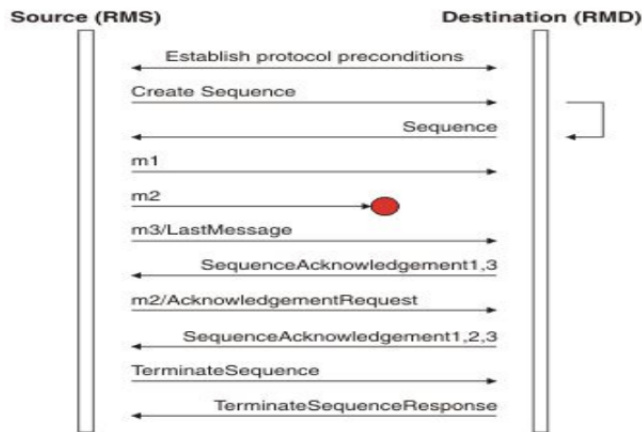 Source (RMS)
Destination (RMD)
Establish protocol preconditions
Create Sequence
Sequence
m1
m2
m3/LastMessage
SequenceAcknowledgement1,3
m2/AcknowledgementRequest
SequenceAcknowledgement1,2,3
TerminateSequence
TerminateSequenceResponse